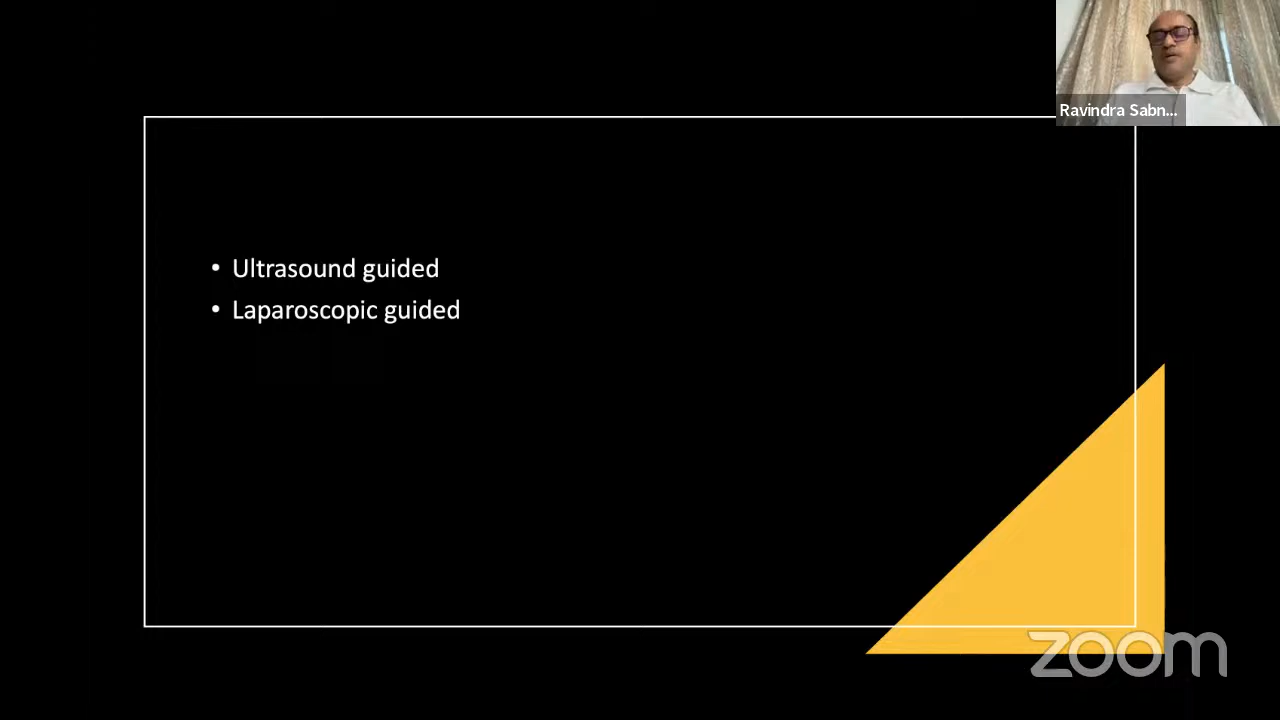 Ravindra Sabn...
• Ultrasound guided
• Laparoscopic guided
zoom